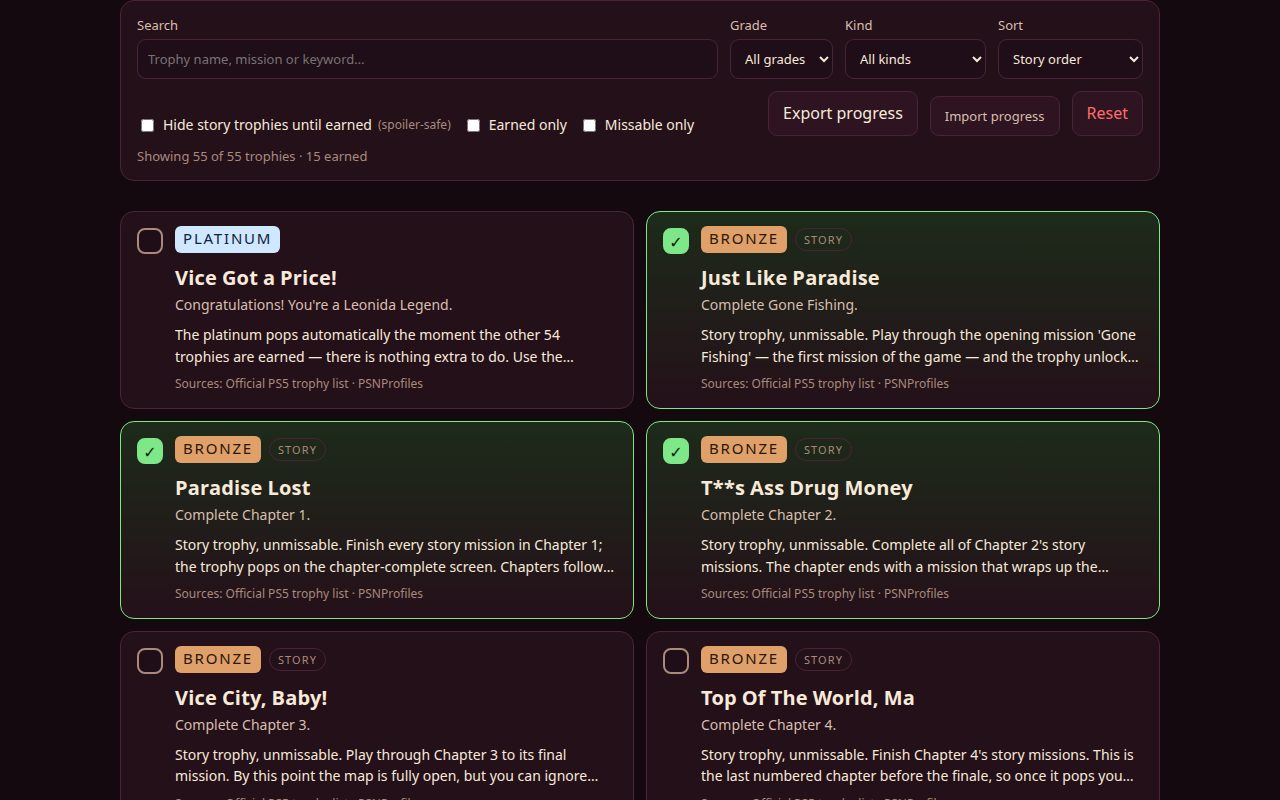 Search
Grade
Kind
Sort
Trophy name, mission or keyword...
All grades
All kinds
Story order
Hide story trophies until earned (spoiler-safe)
Earned only
Missable only
Export progress
Import progress
Reset
Showing 55 of 55 trophies · 15 earned
PLATINUM
Vice Got a Price!
Congratulations! You're a Leonida Legend.
The platinum pops automatically the moment the other 54
trophies are earned — there is nothing extra to do. Use the...
Sources: Official PS5 trophy list · PSNProfiles
✓
BRONZE
STORY
Just Like Paradise
Complete Gone Fishing.
Story trophy, unmissable. Play through the opening mission 'Gone
Fishing' — the first mission of the game — and the trophy unlock...
Sources: Official PS5 trophy list · PSNProfiles
✓
BRONZE
STORY
Paradise Lost
Complete Chapter 1.
Story trophy, unmissable. Finish every story mission in Chapter 1;
the trophy pops on the chapter-complete screen. Chapters follow...
Sources: Official PS5 trophy list · PSNProfiles
✓
BRONZE
STORY
T**s Ass Drug Money
Complete Chapter 2.
Story trophy, unmissable. Complete all of Chapter 2's story
missions. The chapter ends with a mission that wraps up the...
Sources: Official PS5 trophy list · PSNProfiles
BRONZE
STORY
Vice City, Baby!
Complete Chapter 3.
Story trophy, unmissable. Play through Chapter 3 to its final
mission. By this point the map is fully open, but you can ignore...
BRONZE
STORY
Top Of The World, Ma
Complete Chapter 4.
Story trophy, unmissable. Finish Chapter 4's story missions. This is
the last numbered chapter before the finale, so once it pops you...